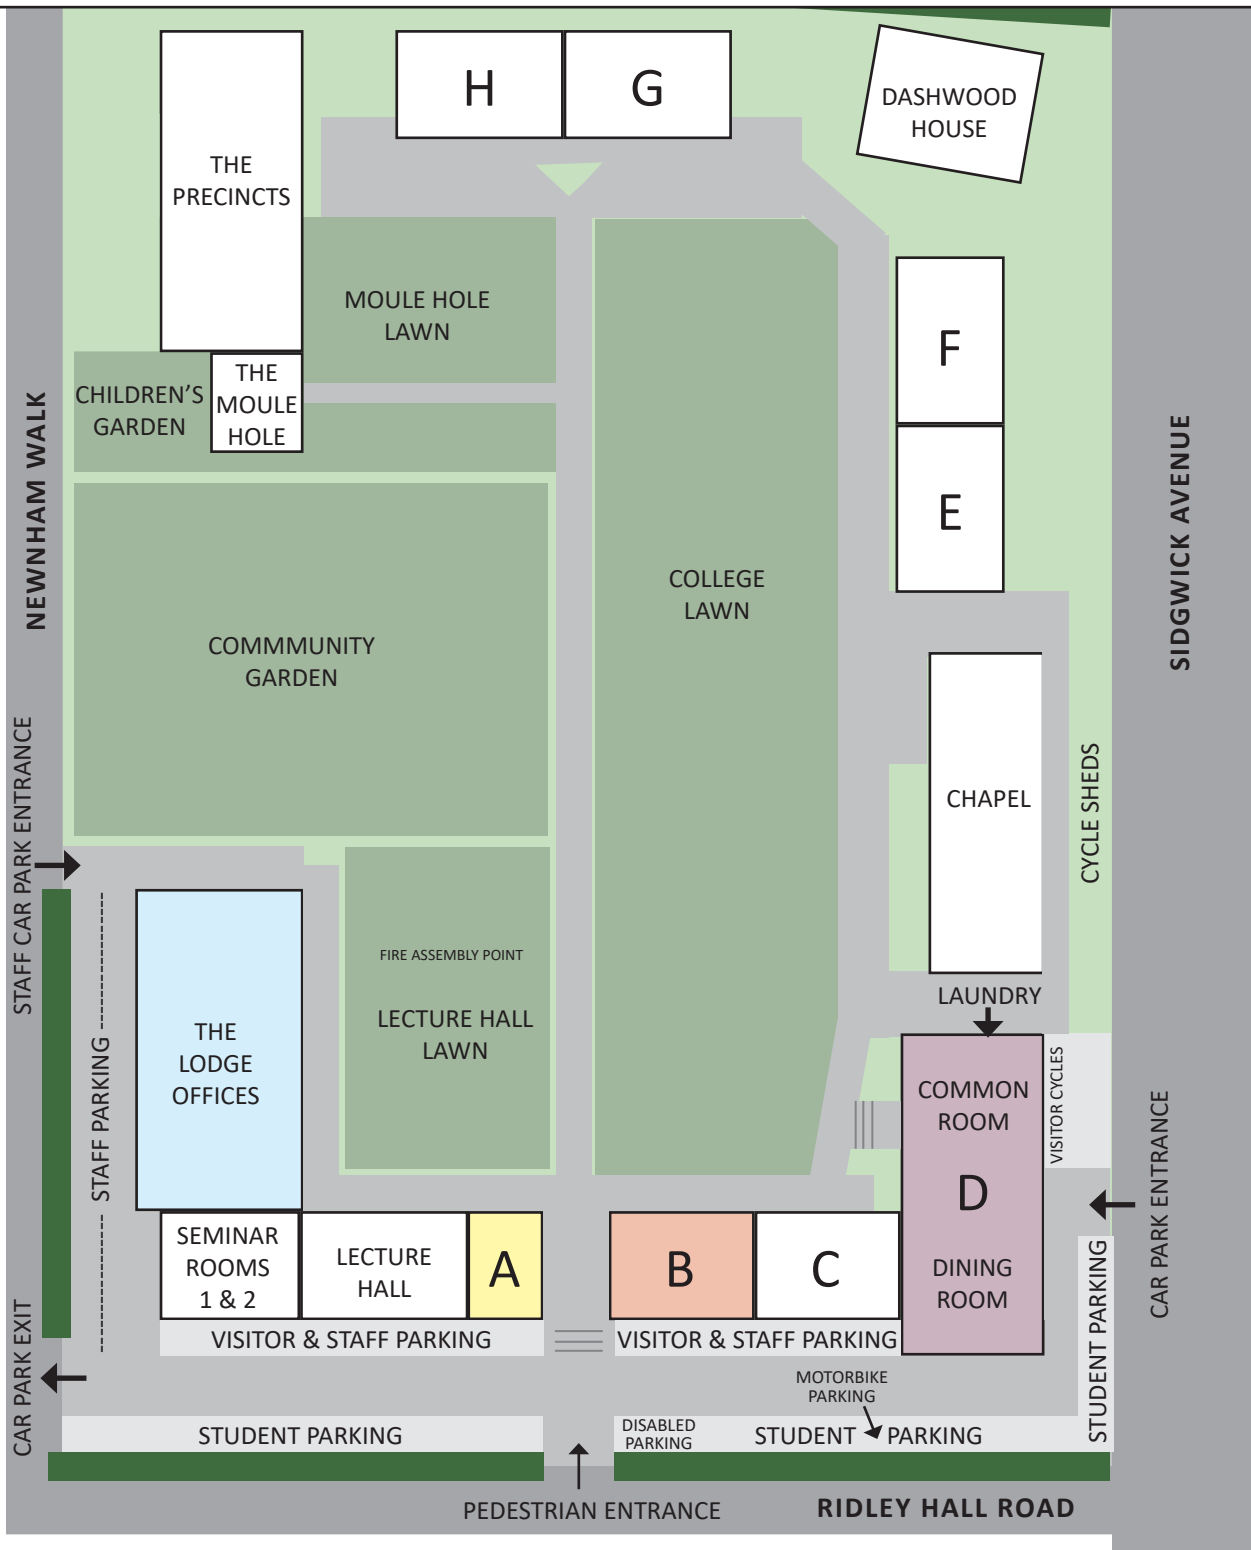 H
G
DASHWOOD
HOUSE
THE
PRECINCTS
MOULE HOLE
LAWN
F
CHILDREN'S
GARDEN
THE
MOULE
HOLE
NEWNHAM WALK
SIDGWICK AVENUE
E
COLLEGE
LAWN
COMMMUNITY
GARDEN
CHAPEL
CYCLE SHEDS
STAFF CAR PARK ENTRANCE
FIRE ASSEMBLY POINT
LECTURE HALL
LAWN
LAUNDRY
THE
LODGE
OFFICES
STAFF PARKING
COMMON
ROOM
D
DINING
ROOM
VISITOR CYCLES
CAR PARK ENTRANCE
SEMINAR
ROOMS
1 & 2
LECTURE
HALL
A
B
C
VISITOR & STAFF PARKING
VISITOR & STAFF PARKING
STUDENT PARKING
CAR PARK EXIT
MOTORBIKE
PARKING
STUDENT PARKING
DISABLED
PARKING
STUDENT PARKING
PEDESTRIAN ENTRANCE
RIDLEY HALL ROAD